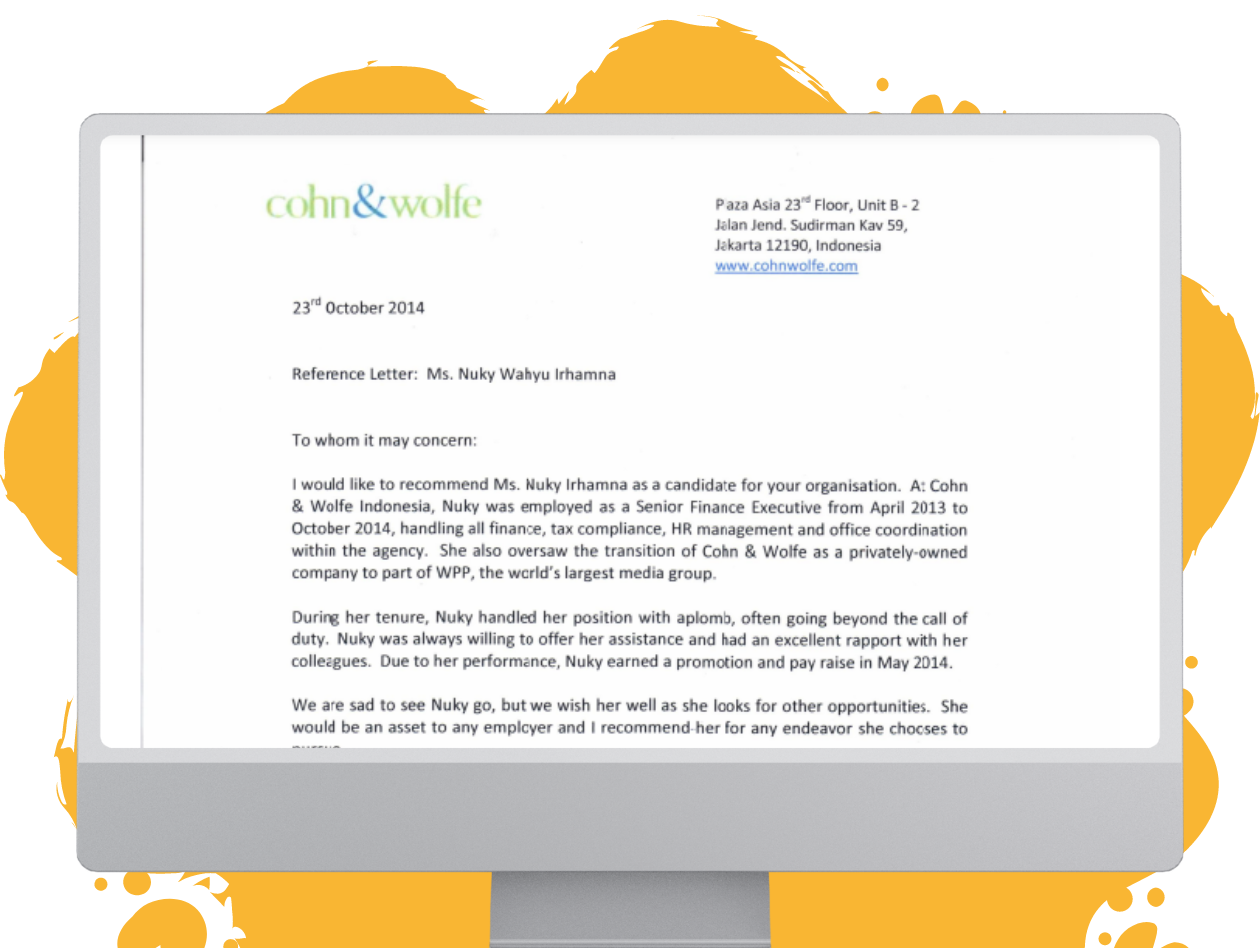 cohn&wolfe
Plaza Asia 23rd Floor, Unit B - 2
Jalan Jend. Sudirman Kav 59,
Jakarta 12190, Indonesia
www.cohnwolfe.com
23rd October 2014
Reference Letter: Ms. Nuky Wahyu Irhamna
To whom it may concern:
I would like to recommend Ms. Nuky Irhamna as a candidate for your organisation. At Cohn
& Wolfe Indonesia, Nuky was employed as a Senior Finance Executive from April 2013 to
October 2014, handling all finance, tax compliance, HR management and office coordination
within the agency. She also oversaw the transition of Cohn & Wolfe as a privately-owned
company to part of WPP, the world's largest media group.
During her tenure, Nuky handled her position with aplomb, often going beyond the call of
duty. Nuky was always willing to offer her assistance and had an excellent rapport with her
colleagues. Due to her performance, Nuky earned a promotion and pay raise in May 2014.
We are sad to see Nuky go, but we wish her well as she looks for other opportunities. She
would be an asset to any employer and I recommend her for any endeavor she chooses to